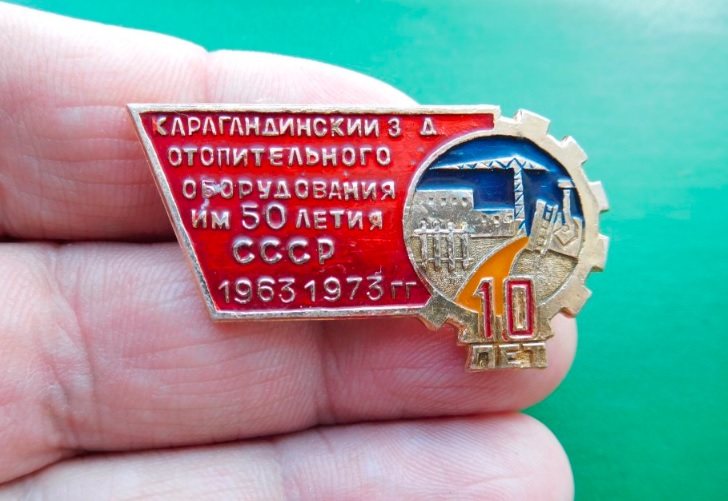 КАРАГАНДИНСКИЙ З Д
ОТОПИТЕЛЬНОГО
ОБОРУДОВАНИЯ
ИМ 50 ЛЕТИЯ
СССР
1963 1973 ГГ
10
ЛЕТ